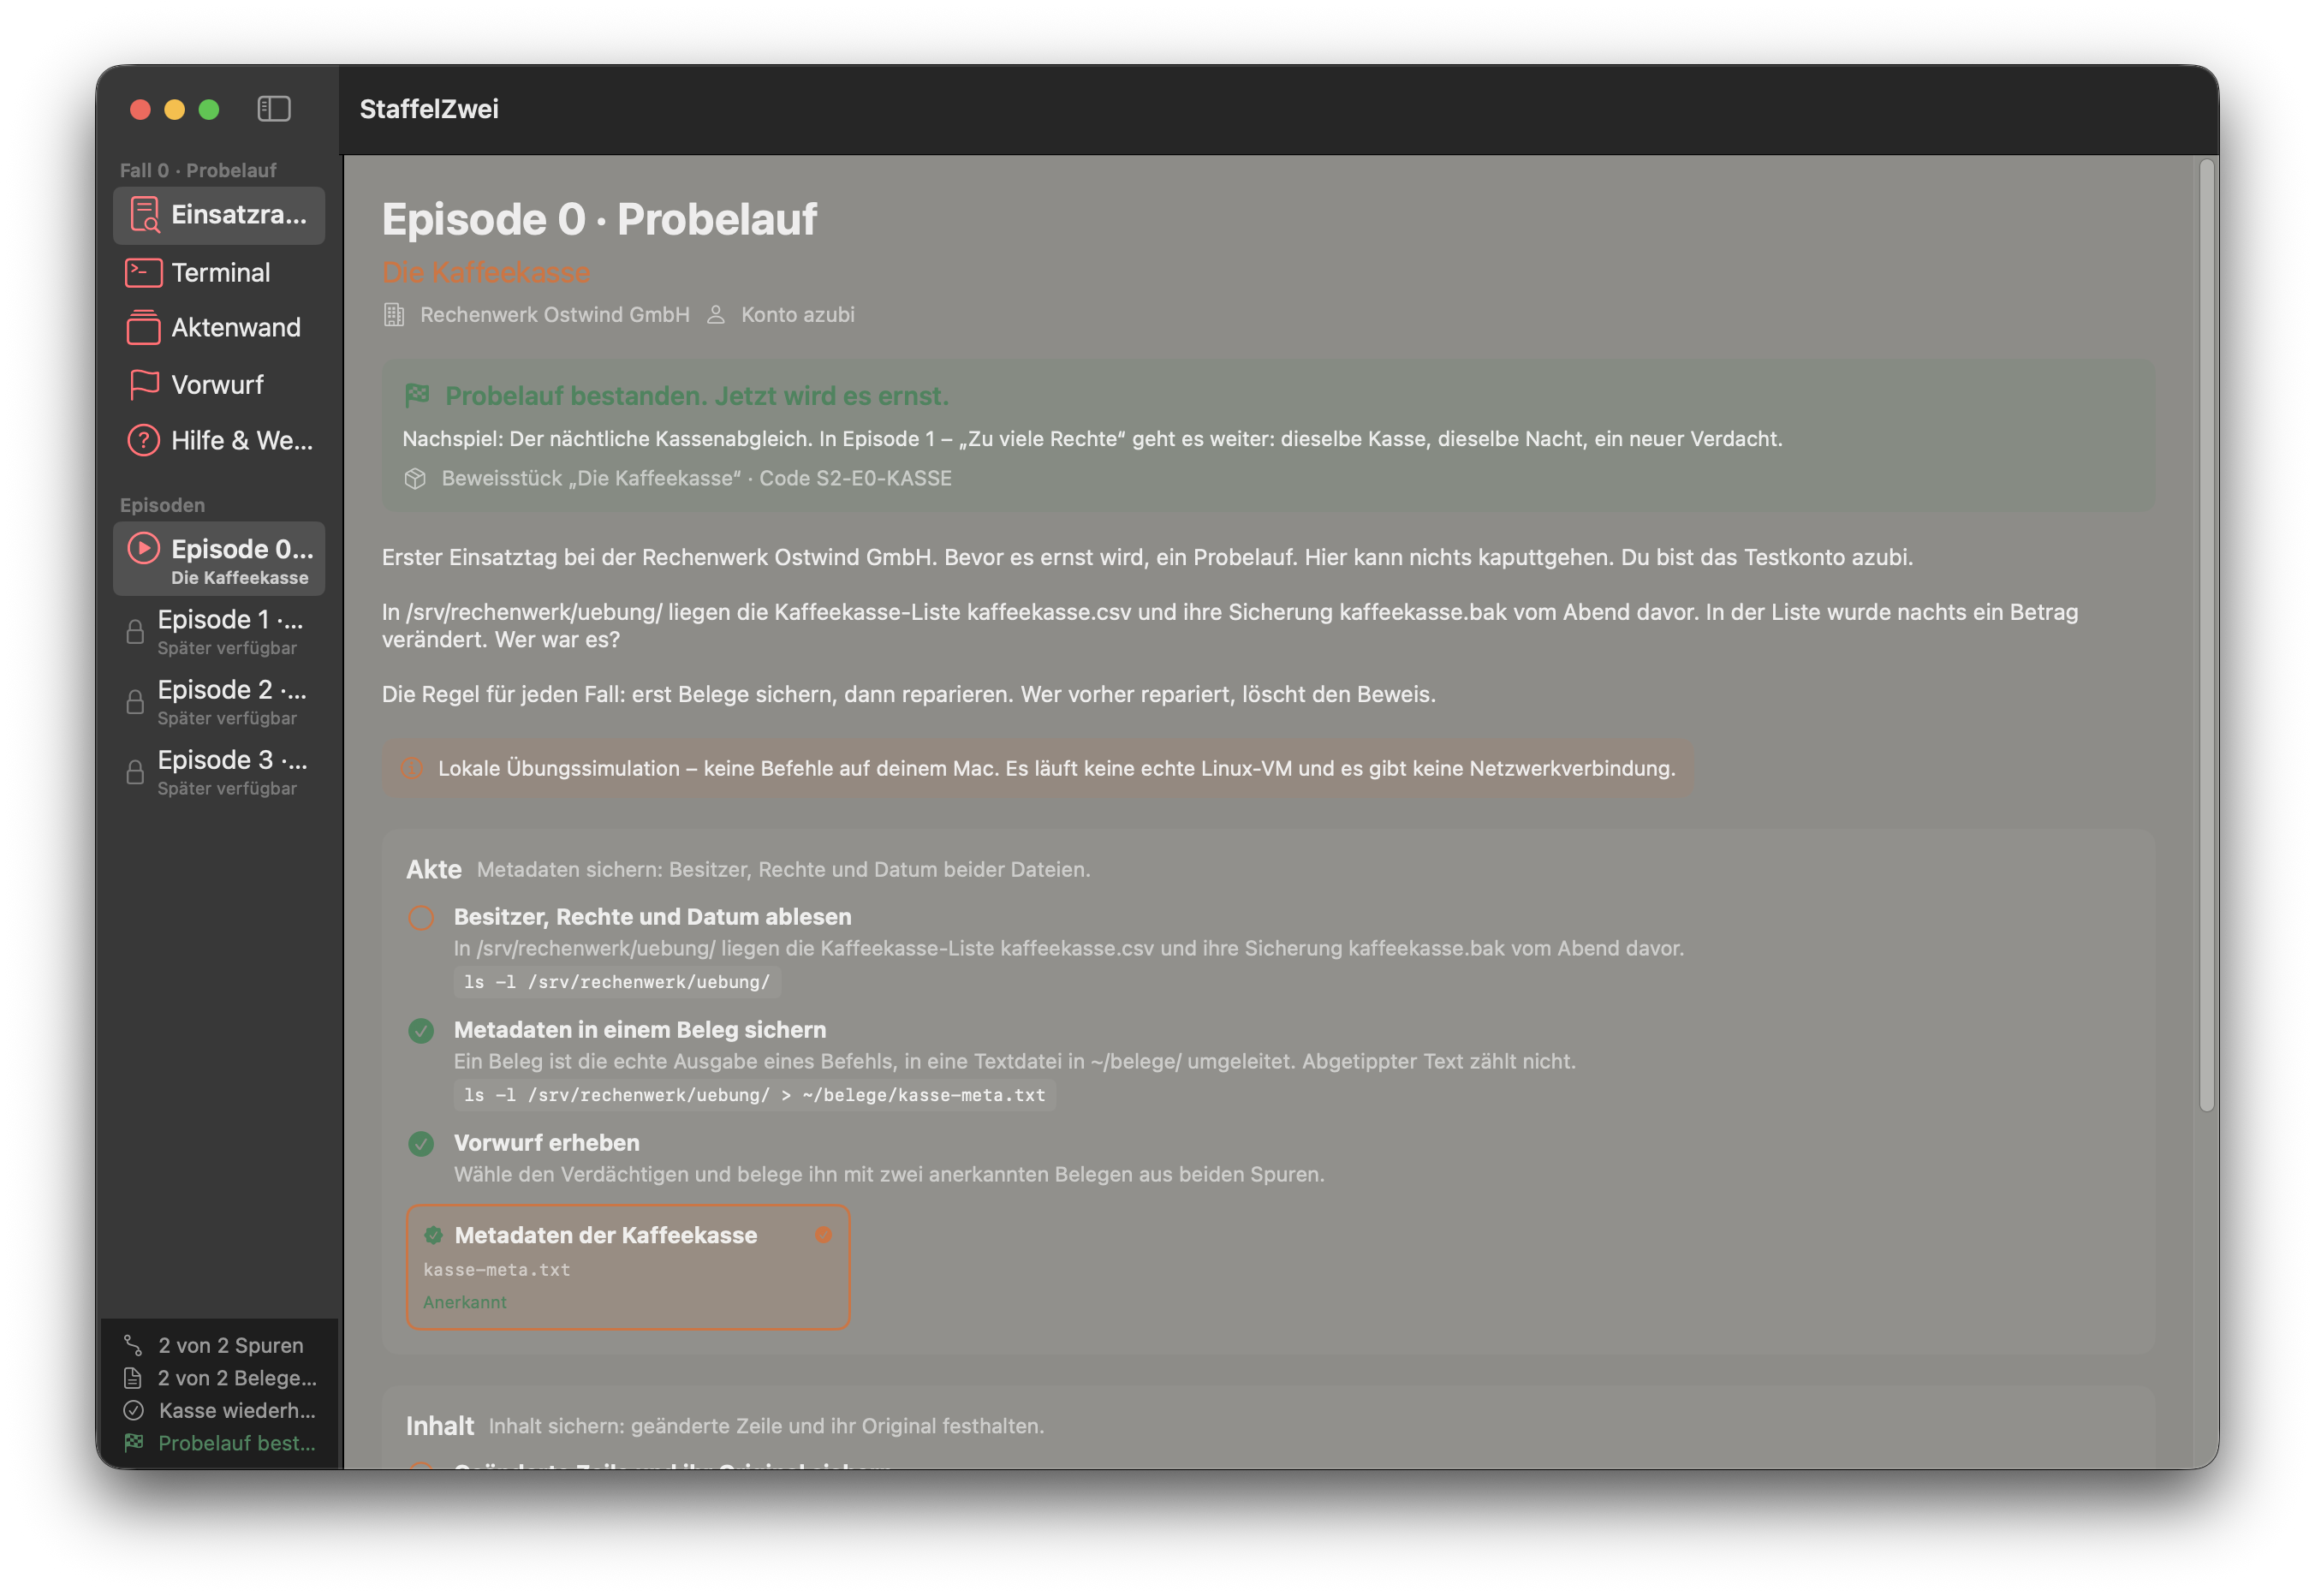 StaffelZwei
Fall 0 · Probelauf
Einsatzra...
Terminal
Aktenwand
Vorwurf
Hilfe & We...
Episoden
Episode 0...
Die Kaffeekasse
Episode 1 ·...
Später verfügbar
Episode 2 ·...
Später verfügbar
Episode 3 ·...
Später verfügbar
2 von 2 Spuren
2 von 2 Belege...
Kasse wiederh...
Probelauf best...
Episode 0 · Probelauf
Die Kaffeekasse
Rechenwerk Ostwind GmbH Konto azubi
Probelauf bestanden. Jetzt wird es ernst.
Nachspiel: Der nächtliche Kassenabgleich. In Episode 1 – „Zu viele Rechte“ geht es weiter: dieselbe Kasse, dieselbe Nacht, ein neuer Verdacht.
Beweisstück „Die Kaffeekasse“ · Code S2-E0-KASSE
Erster Einsatztag bei der Rechenwerk Ostwind GmbH. Bevor es ernst wird, ein Probelauf. Hier kann nichts kaputtgehen. Du bist das Testkonto azubi.
In /srv/rechenwerk/uebung/ liegen die Kaffeekasse-Liste kaffeekasse.csv und ihre Sicherung kaffeekasse.bak vom Abend davor. In der Liste wurde nachts ein Betrag
verändert. Wer war es?
Die Regel für jeden Fall: erst Belege sichern, dann reparieren. Wer vorher repariert, löscht den Beweis.
Lokale Übungssimulation – keine Befehle auf deinem Mac. Es läuft keine echte Linux-VM und es gibt keine Netzwerkverbindung.
Akte Metadaten sichern: Besitzer, Rechte und Datum beider Dateien.
Besitzer, Rechte und Datum ablesen
In /srv/rechenwerk/uebung/ liegen die Kaffeekasse-Liste kaffeekasse.csv und ihre Sicherung kaffeekasse.bak vom Abend davor.
ls -l /srv/rechenwerk/uebung/
Metadaten in einem Beleg sichern
Ein Beleg ist die echte Ausgabe eines Befehls, in eine Textdatei in ~/belege/ umgeleitet. Abgetippter Text zählt nicht.
ls -l /srv/rechenwerk/uebung/ > ~/belege/kasse-meta.txt
Vorwurf erheben
Wähle den Verdächtigen und belege ihn mit zwei anerkannten Belegen aus beiden Spuren.
Metadaten der Kaffeekasse
kasse-meta.txt
Anerkannt
Inhalt Inhalt sichern: geänderte Zeile und ihr Original festhalten.
Geänderte Zeile und ihr Original sichern